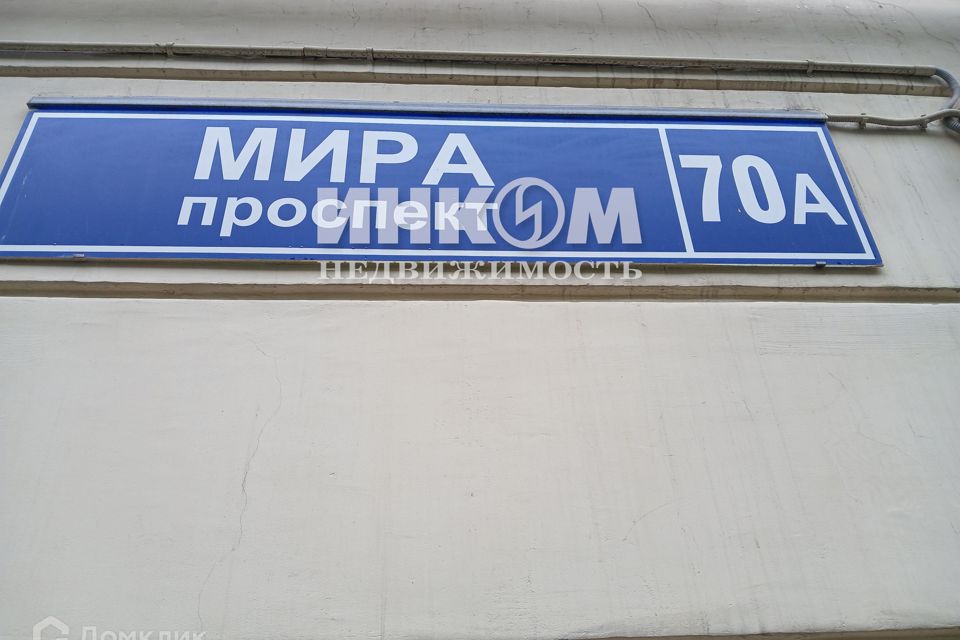 МИРА
проспект
70А
ИНКОМ
НЕДВИЖИМОСТЬ
Домклик